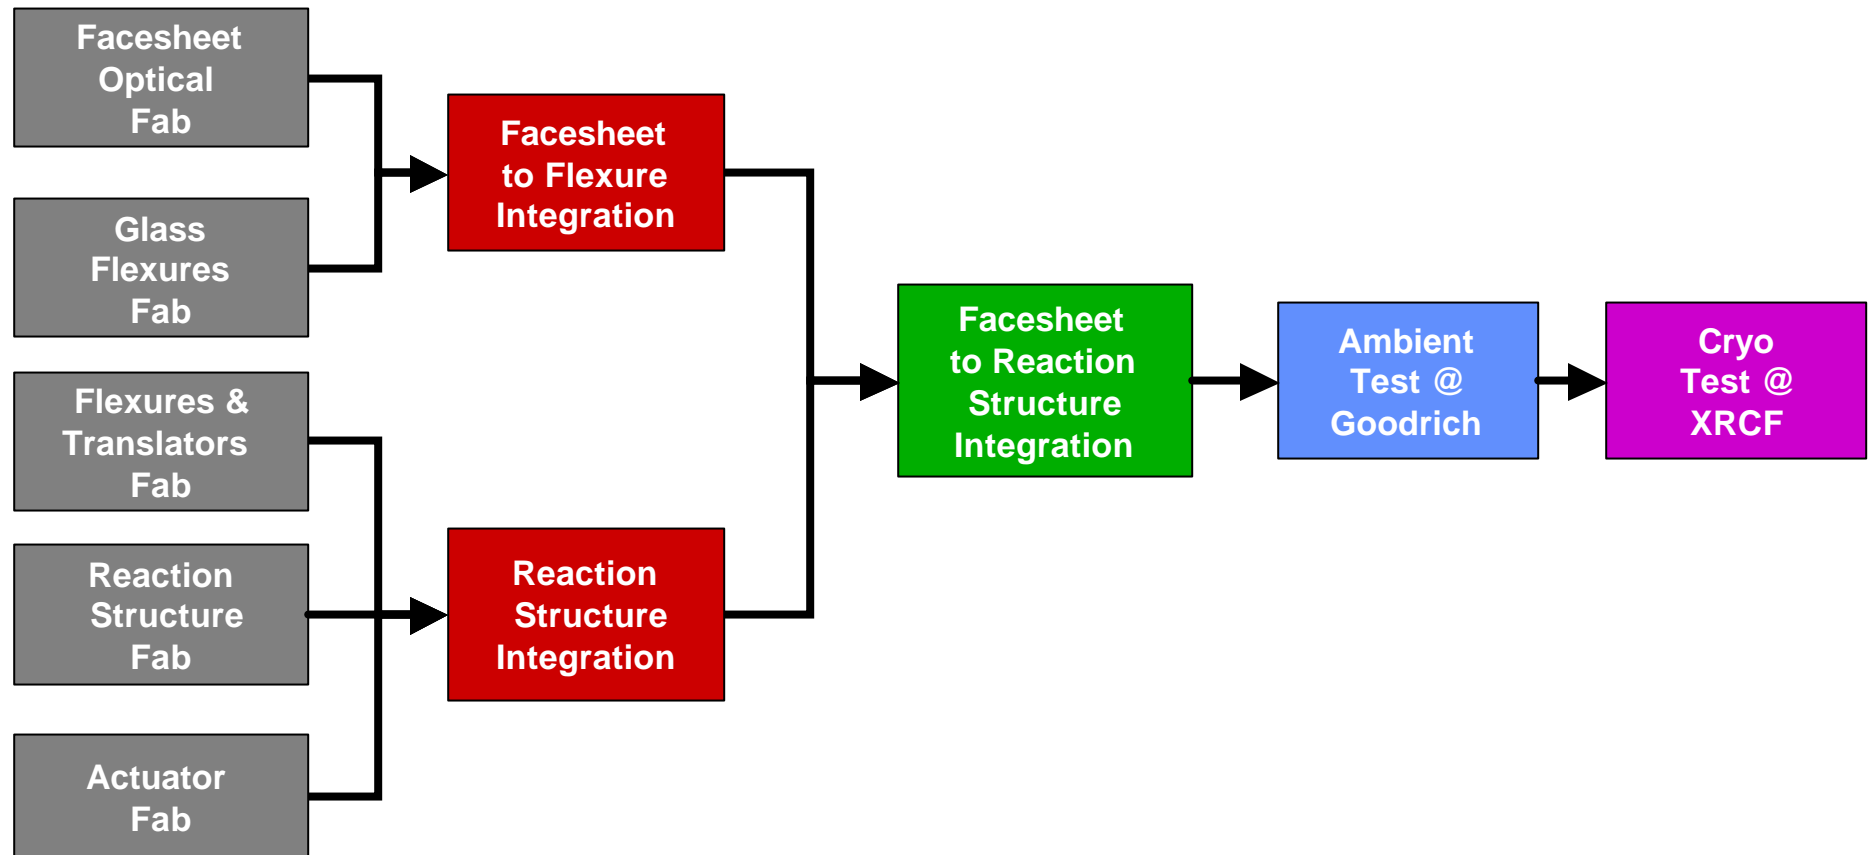 Facesheet
Optical
Fab
Glass
Flexures
Fab
Flexures &
Translators
Fab
Reaction
Structure
Fab
Actuator
Fab
Facesheet
to Flexure
Integration
Reaction
Structure
Integration
Facesheet
to Reaction
Structure
Integration
Ambient
Test @
Goodrich
Cryo
Test @
XRCF